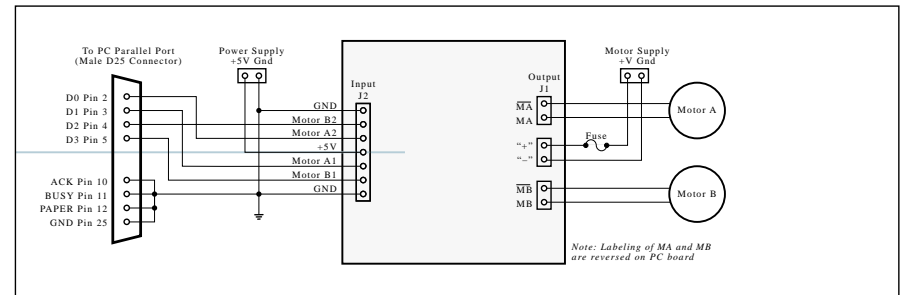 To PC Parallel Port
(Male D25 Connector)
D0 Pin 2
D1 Pin 3
D2 Pin 4
D3 Pin 5
ACK Pin 10
BUSY Pin 11
PAPER Pin 12
GND Pin 25
Power Supply
+5V Gnd
Input
J2
GND
Motor B2
Motor A2
+5V
Motor A1
Motor B1
GND
Output
J1
MA
MA
"+"
"–"
MB
MB
Motor Supply
+V Gnd
Fuse
Motor A
Motor B
Note: Labeling of MA and MB
are reversed on PC board